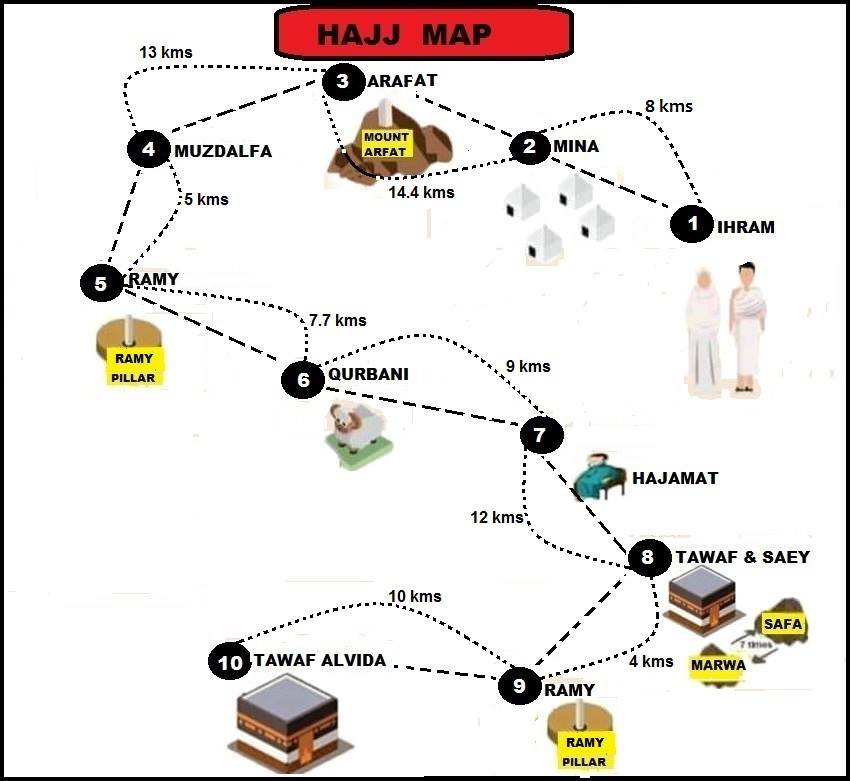 HAJJ MAP
13 kms
3 ARAFAT
8 kms
2 MINA
MOUNT
ARFAT
4 MUZDALFA
14.4 kms
5 kms
1 IHRAM
5 RAMY
7.7 kms
RAMY
PILLAR
6 QURBANI
9 kms
7
HAJAMAT
12 kms
8 TAWAF & SAEY
10 kms
SAFA
7 times
MARWA
4 kms
10 TAWAF ALVIDA
9 RAMY
RAMY
PILLAR